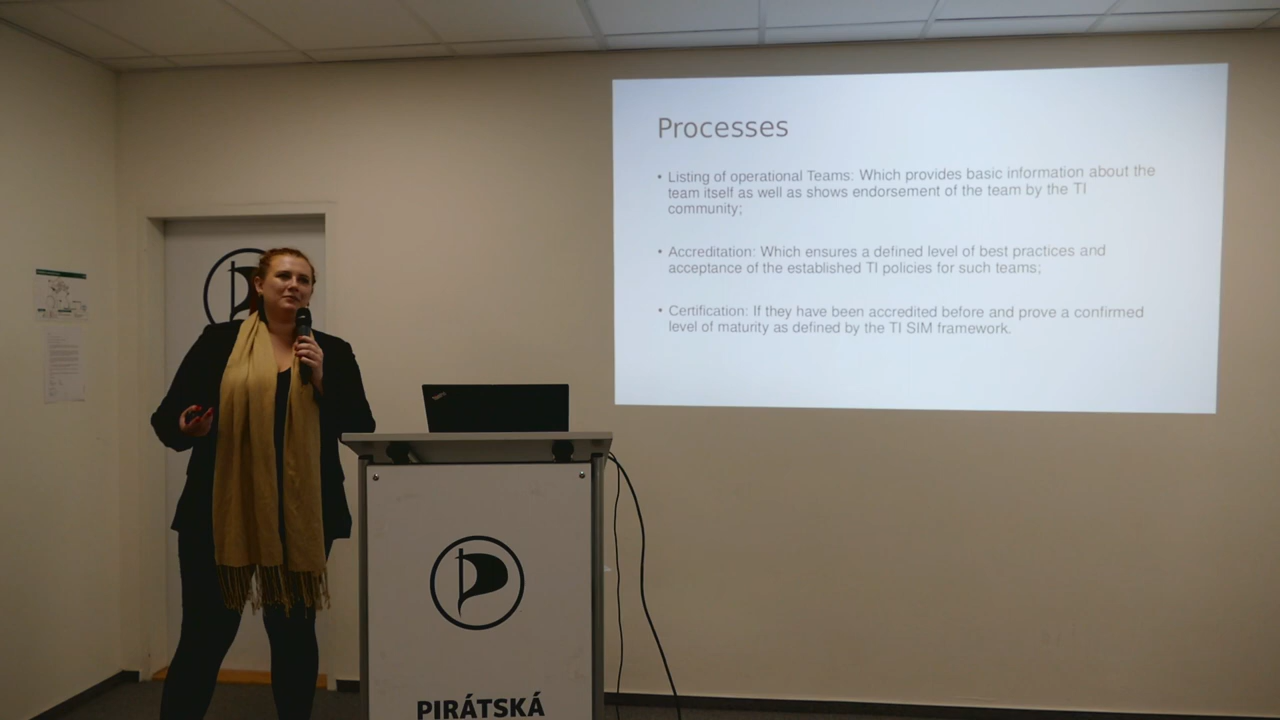 Processes
• Listing of operational Teams: Which provides basic information about the
team itself as well as shows endorsement of the team by the TI
community;
• Accreditation: Which ensures a defined level of best practices and
acceptance of the established TI policies for such teams;
• Certification: If they have been accredited before and prove a confirmed
level of maturity as defined by the TI SIM framework.
PIRÁTSKÁ